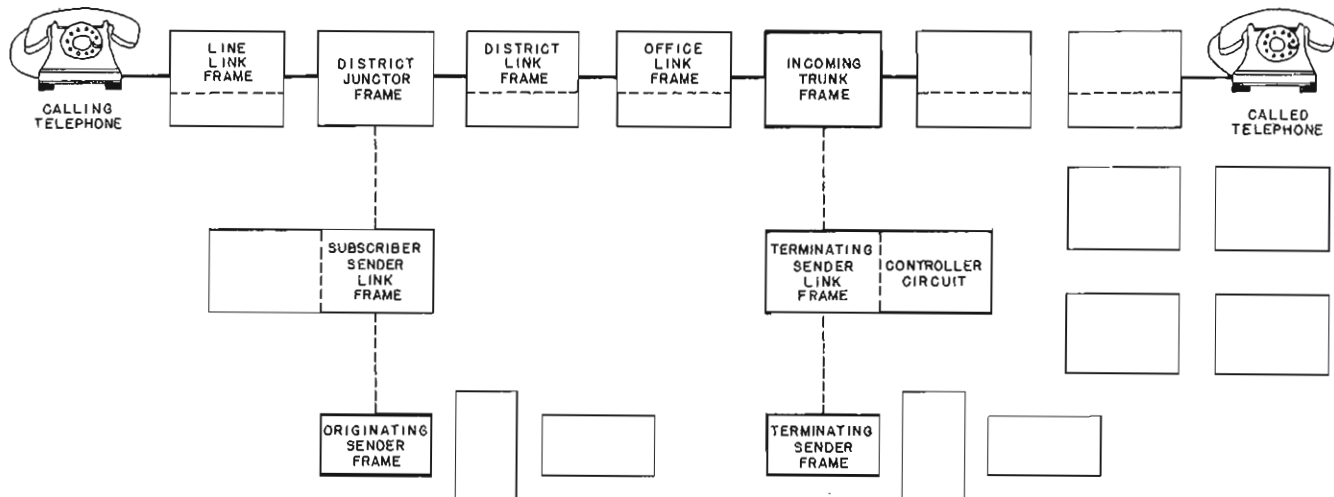 CALLING
TELEPHONE
LINE
LINK
FRAME
DISTRICT
JUNCTOR
FRAME
DISTRICT
LINK
FRAME
OFFICE
LINK
FRAME
INCOMING
TRUNK
FRAME
CALLED
TELEPHONE
SUBSCRIBER
SENDER
LINK
FRAME
TERMINATING
SENDER
LINK
FRAME
CONTROLLER
CIRCUIT
ORIGINATING
SENDER
FRAME
TERMINATING
SENDER
FRAME